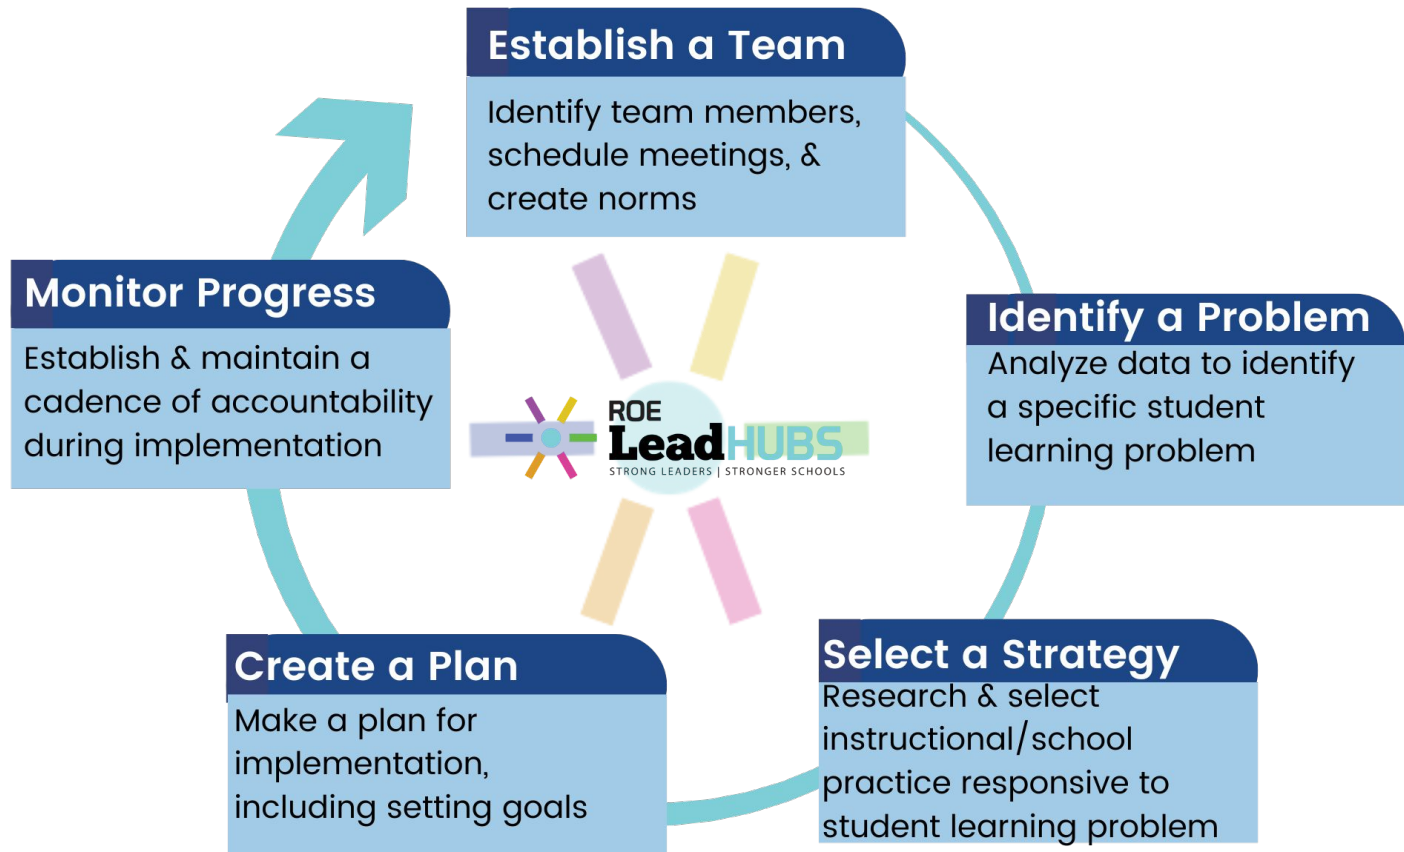 Establish a Team
Identify team members,
schedule meetings, &
create norms
Identify a Problem
Analyze data to identify
a specific student
learning problem
Select a Strategy
Research & select
instructional/school
practice responsive to
student learning problem
Create a Plan
Make a plan for
implementation,
including setting goals
Monitor Progress
Establish & maintain a
cadence of accountability
during implementation
ROE
LeadHUBS
STRONG LEADERS | STRONGER SCHOOLS